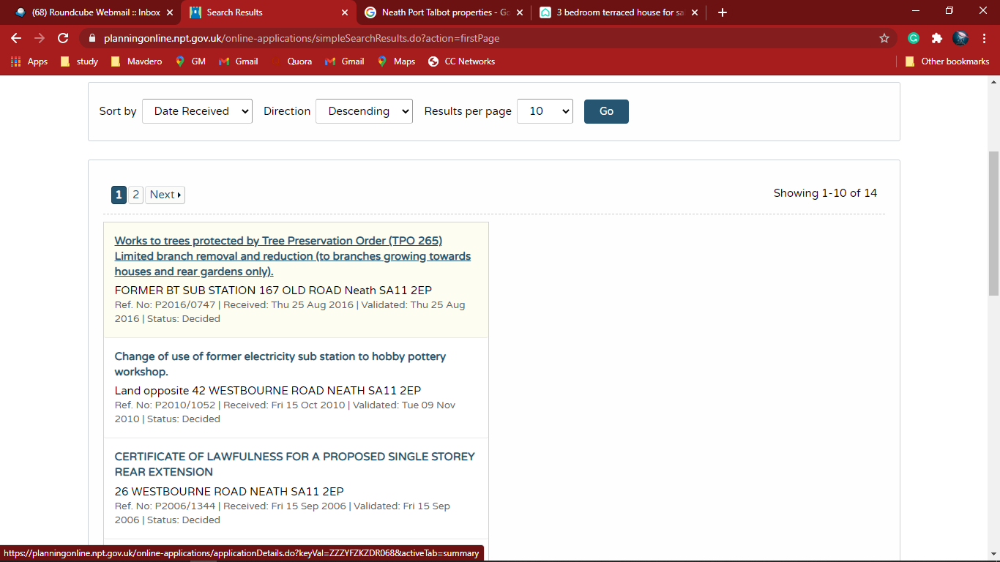 (68) Roundcube Webmail :: Inbox
Search Results
Neath Port Talbot properties - Go
3 bedroom terraced house for sa
planningonline.npt.gov.uk/online-applications/simpleSearchResults.do?action=firstPage
Apps study Mavdero GM Gmail Quora Gmail Maps CC Networks Other bookmarks
Sort by Date Received Direction Descending Results per page 10 Go
1 2 Next Showing 1-10 of 14
Works to trees protected by Tree Preservation Order (TPO 265)
Limited branch removal and reduction (to branches growing towards
houses and rear gardens only).
FORMER BT SUB STATION 167 OLD ROAD Neath SA11 2EP
Ref. No: P2016/0747 | Received: Thu 25 Aug 2016 | Validated: Thu 25 Aug
2016 | Status: Decided
Change of use of former electricity sub station to hobby pottery
workshop.
Land opposite 42 WESTBOURNE ROAD NEATH SA11 2EP
Ref. No: P2010/1052 | Received: Fri 15 Oct 2010 | Validated: Tue 09 Nov
2010 | Status: Decided
CERTIFICATE OF LAWFULNESS FOR A PROPOSED SINGLE STOREY
REAR EXTENSION
26 WESTBOURNE ROAD NEATH SA11 2EP
Ref. No: P2006/1344 | Received: Fri 15 Sep 2006 | Validated: Fri 15 Sep
2006 | Status: Decided
https://planningonline.npt.gov.uk/online-applications/applicationDetails.do?keyVal=ZZZYFZKZDR068&activeTab=summary